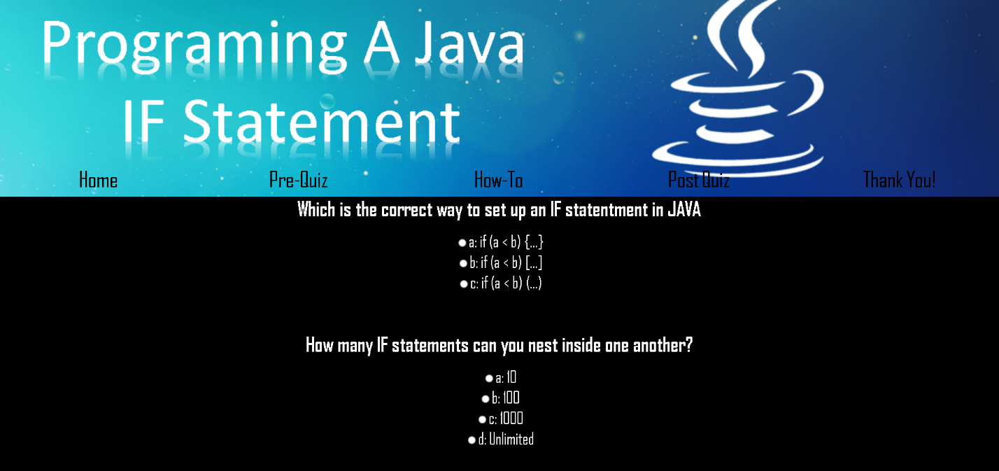 Programing A Java
IF Statement
Home Pre-Quiz How-To Post Quiz Thank You!
Which is the correct way to set up an IF statentment in JAVA
a: if (a < b) {...}
b: if (a < b) [...]
c: if (a < b) (...)
How many IF statements can you nest inside one another?
a: 10
b: 100
c: 1000
d: Unlimited